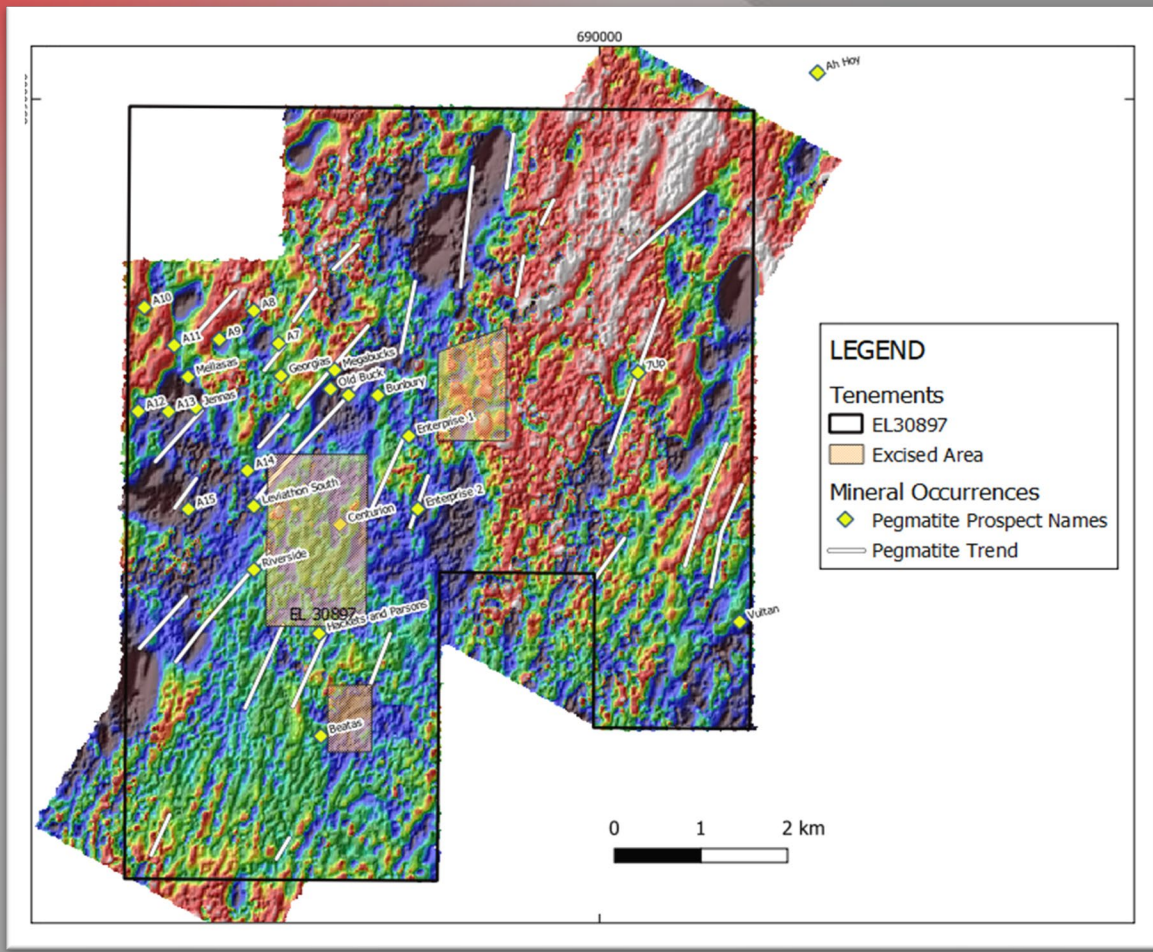 690000
Ah Hoy
A10
A8
A11
A9
A7
Mellasas
Georgias
Megabucks
Old Buck
Bunbury
7Up
A12
A13
Jennas
Enterprise 1
A14
Leviathon South
Enterprise 2
A15
Centurion
Riverside
EL 30897
Hackets and Parsons
Vultan
Beatas
LEGEND
Tenements
EL30897
Excised Area
Mineral Occurrences
Pegmatite Prospect Names
Pegmatite Trend
0 1 2 km